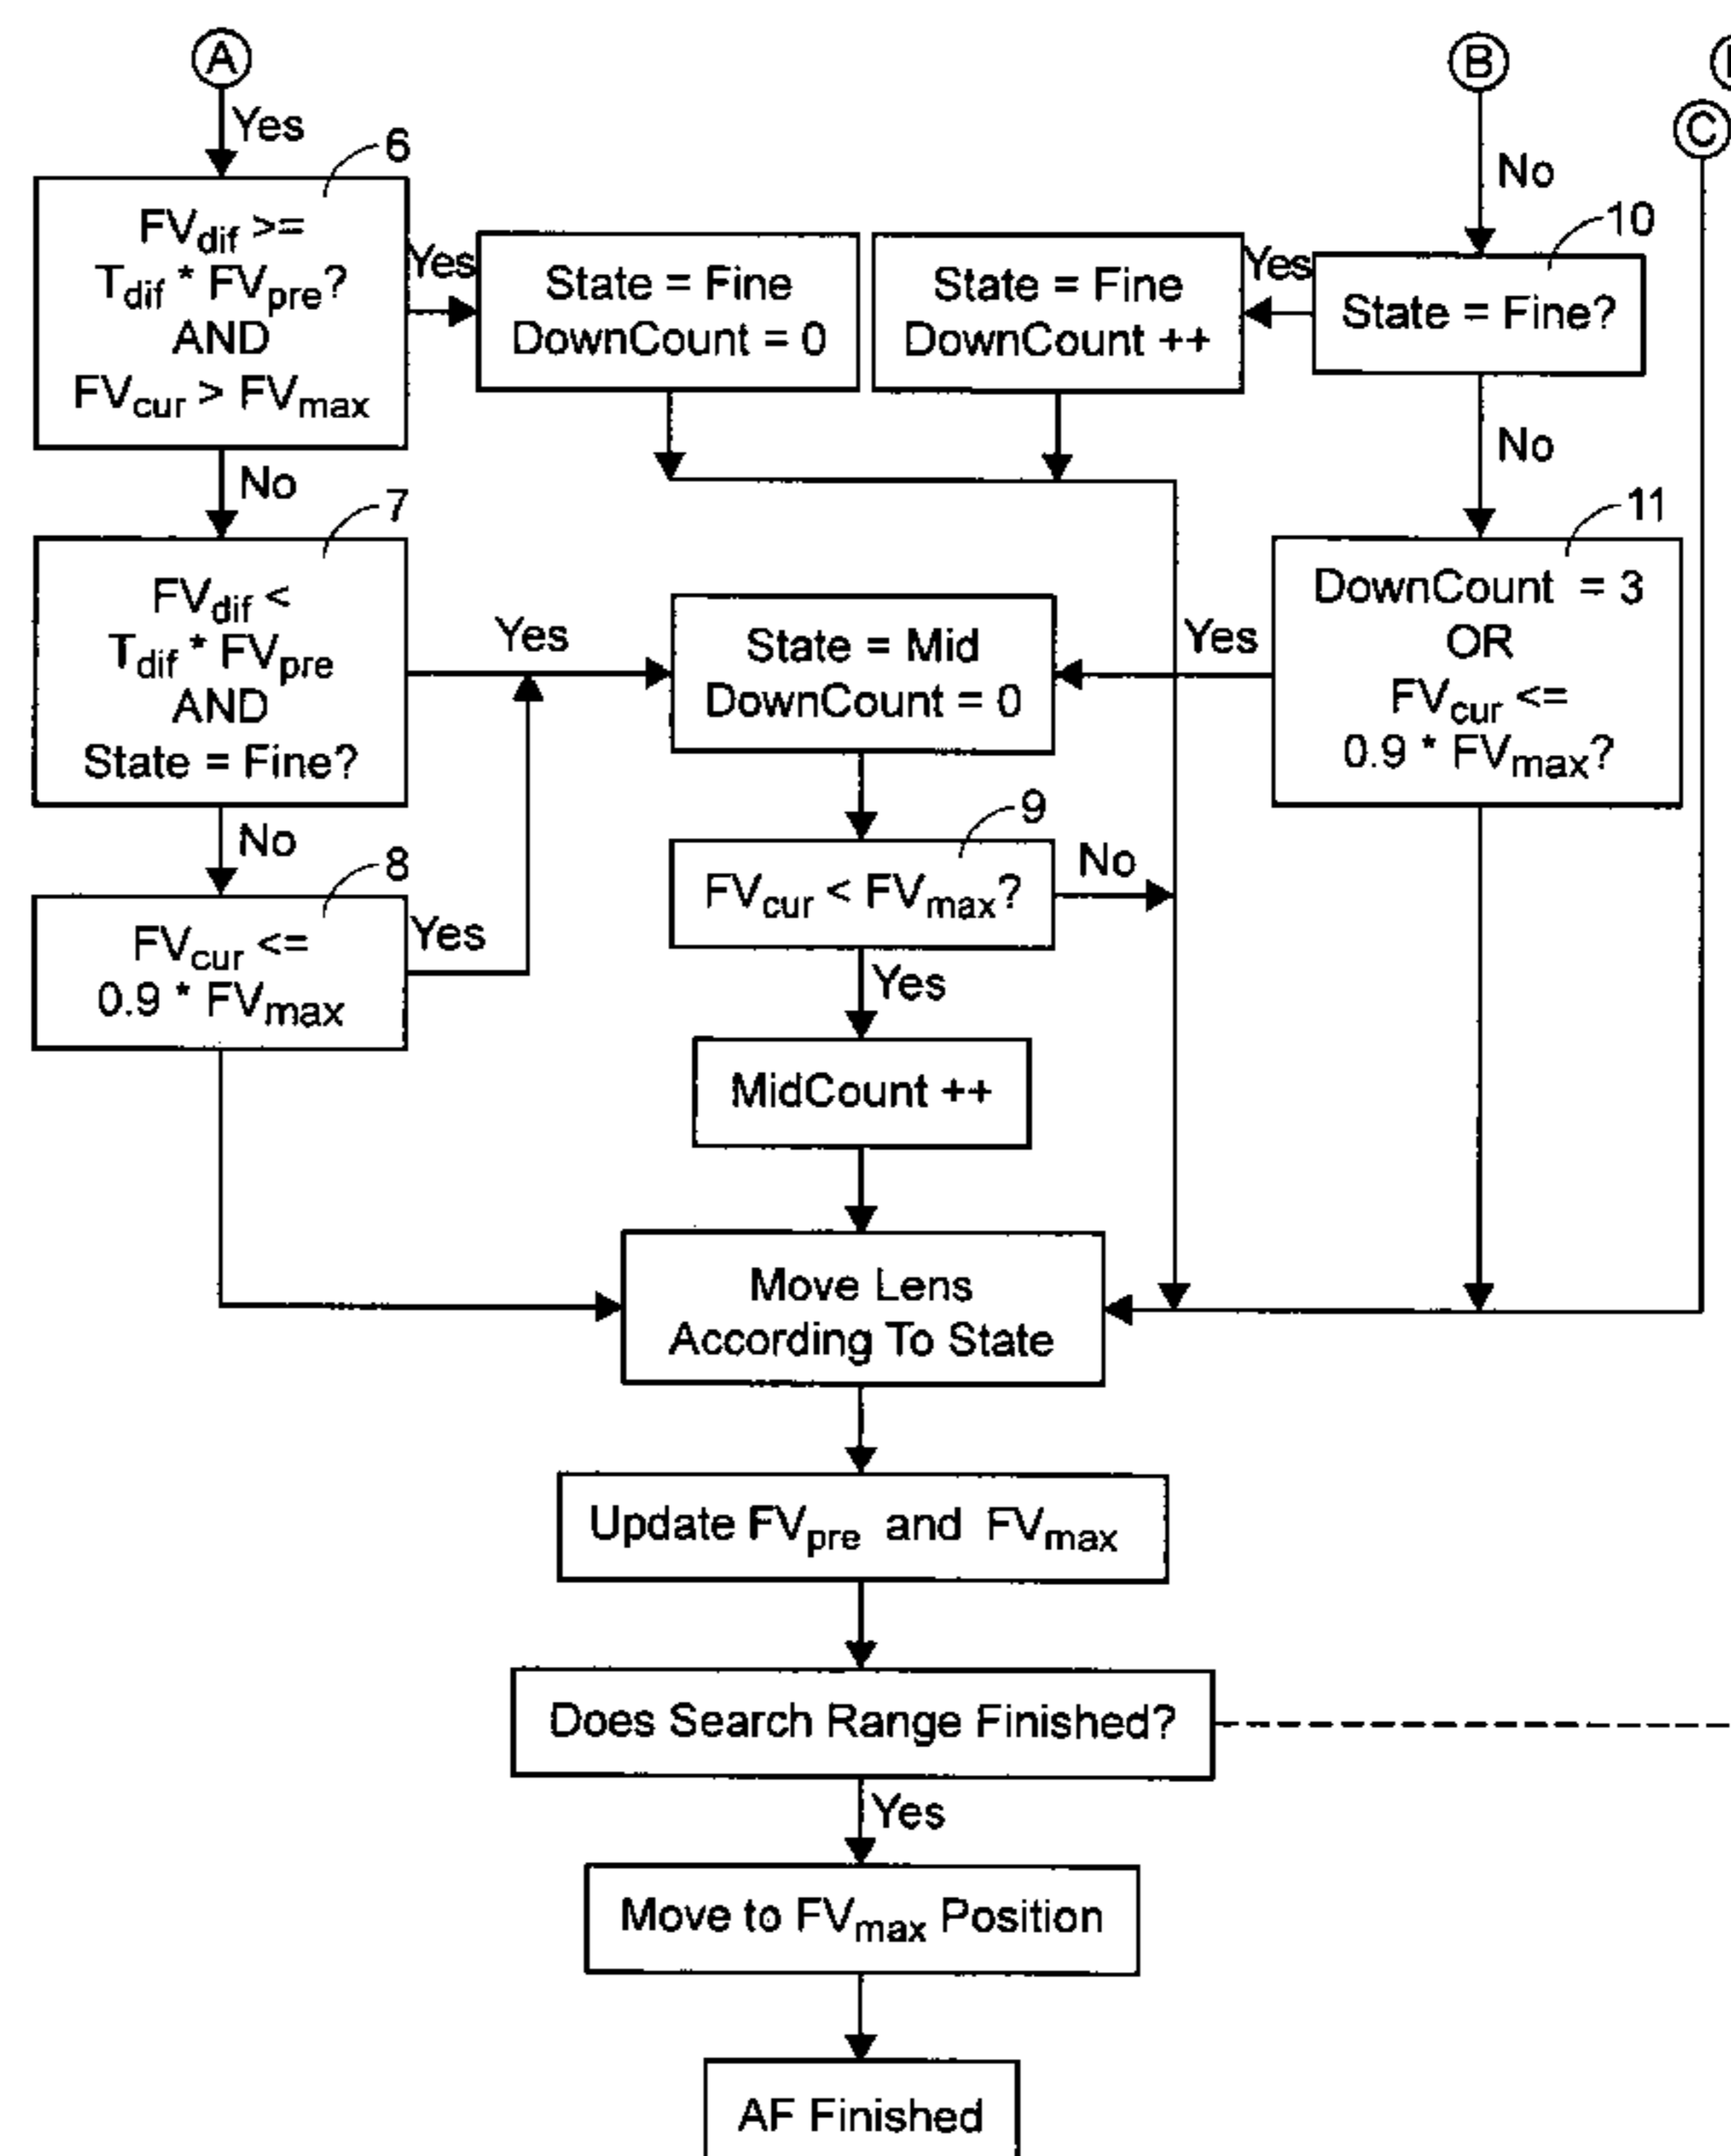 A
B
C
Yes
No
6
FVdif >=
Tdif * FVpre?
AND
FVcur > FVmax
Yes
State = Fine
DownCount = 0
State = Fine
DownCount ++
Yes
10
State = Fine?
No
No
7
FVdif <
Tdif * FVpre
AND
State = Fine?
Yes
State = Mid
DownCount = 0
Yes
11
DownCount = 3
OR
FVcur <=
0.9 * FVmax?
No
8
FVcur <=
0.9 * FVmax
Yes
9
FVcur < FVmax?
No
Yes
MidCount ++
Move Lens
According To State
Update FVpre and FVmax
Does Search Range Finished?
Yes
Move to FVmax Position
AF Finished